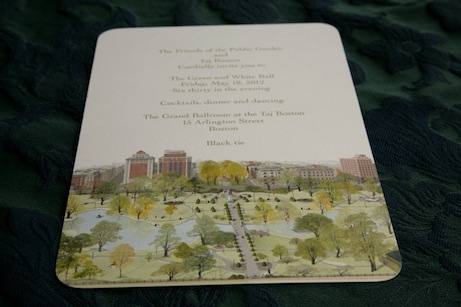 The Friends of the Public Garden
and
Taj Boston
Cordially invite you to
The Green and White Ball
Friday, May 18, 2012
Six thirty in the evening
Cocktails, dinner and dancing
The Grand Ballroom at the Taj Boston
15 Arlington Street
Boston
Black tie